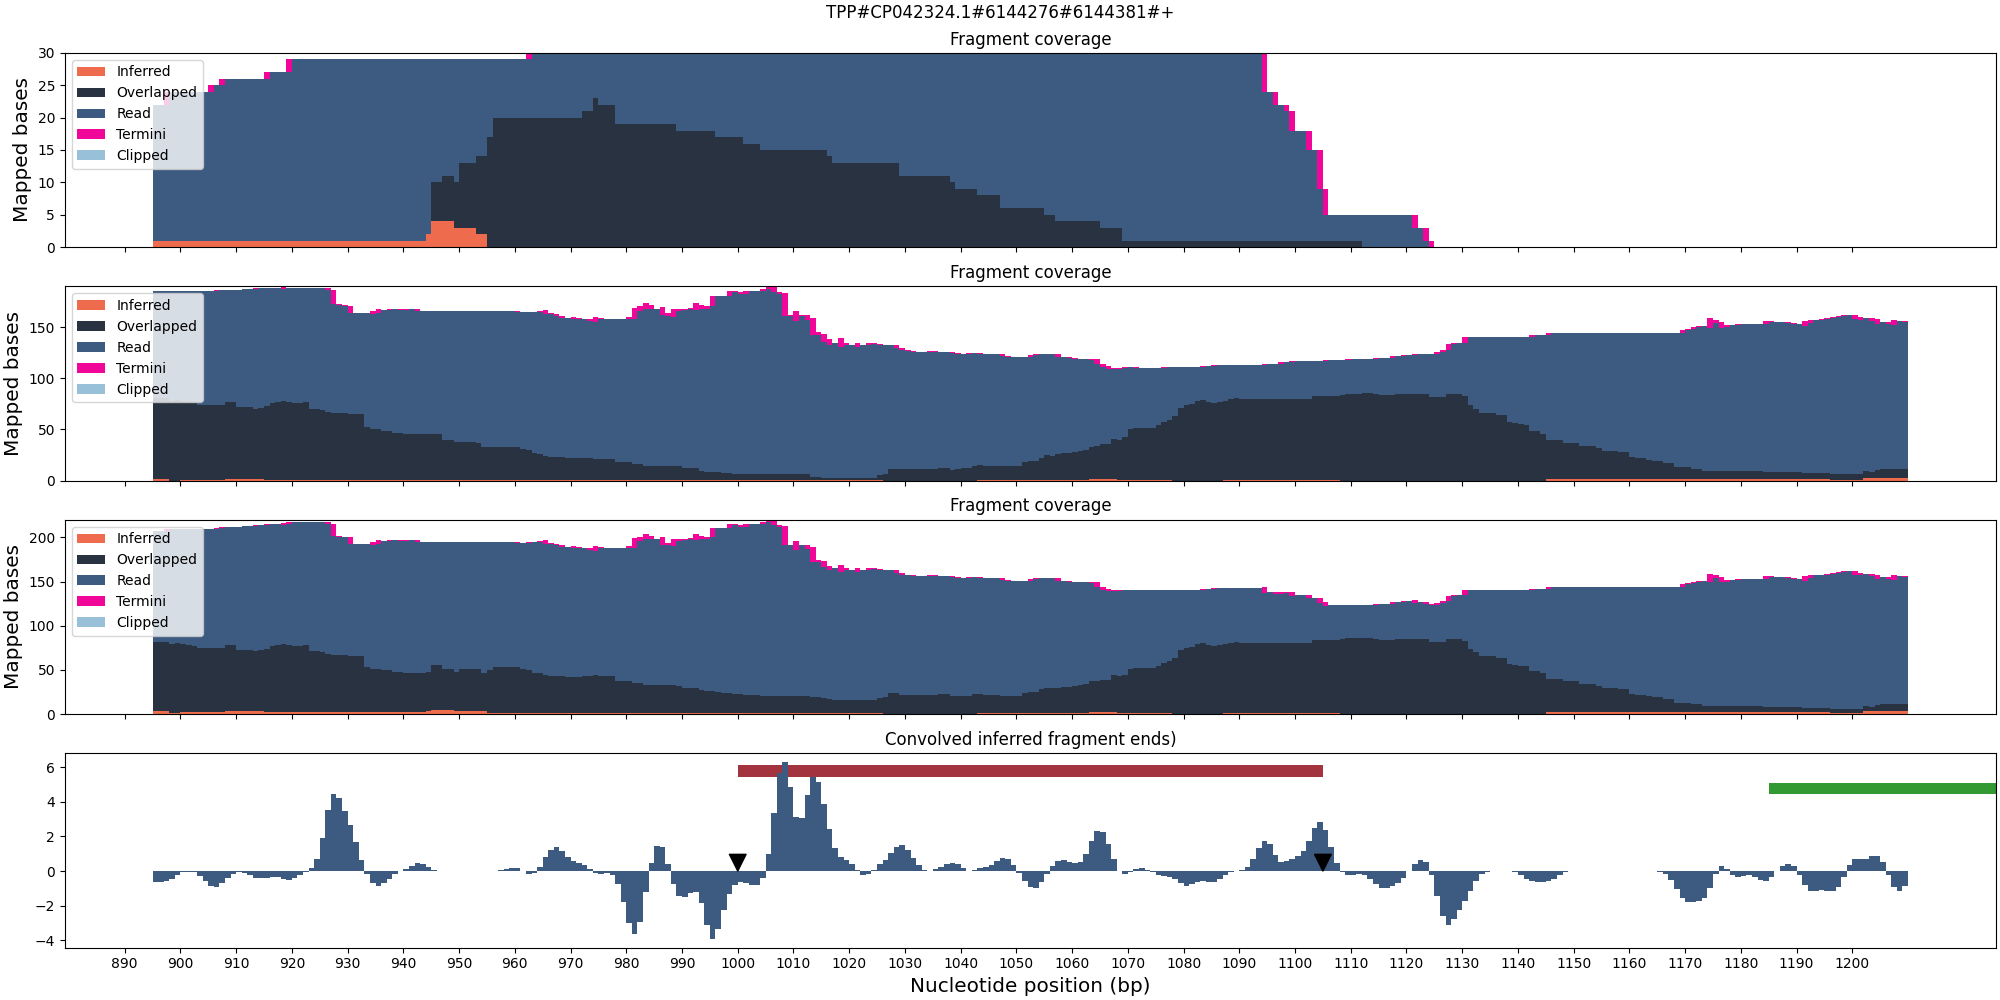 TPP#CP042324.1#6144276#6144381#+
Fragment coverage
Mapped bases
30
25
20
15
10
5
0
Inferred
Overlapped
Read
Termini
Clipped
Fragment coverage
Mapped bases
150
100
50
0
Inferred
Overlapped
Read
Termini
Clipped
Fragment coverage
Mapped bases
200
150
100
50
0
Inferred
Overlapped
Read
Termini
Clipped
Convolved inferred fragment ends)
6
4
2
0
−2
−4
890 900 910 920 930 940 950 960 970 980 990 1000 1010 1020 1030 1040 1050 1060 1070 1080 1090 1100 1110 1120 1130 1140 1150 1160 1170 1180 1190 1200
Nucleotide position (bp)